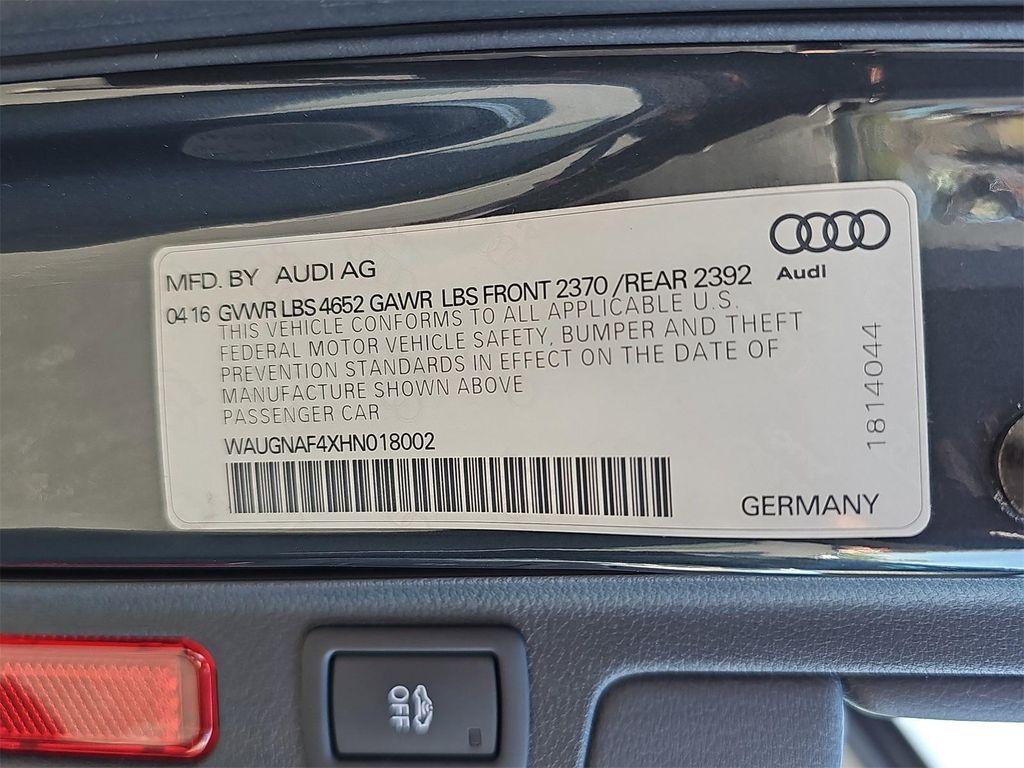 MFD. BY AUDI AG
Audi
04 16 GVWR LBS 4652 GAWR LBS FRONT 2370 /REAR 2392
THIS VEHICLE CONFORMS TO ALL APPLICABLE U.S.
FEDERAL MOTOR VEHICLE SAFETY, BUMPER AND THEFT
PREVENTION STANDARDS IN EFFECT ON THE DATE OF
MANUFACTURE SHOWN ABOVE
PASSENGER CAR
WAUGNAF4XHN018002
1814044
GERMANY
OFF